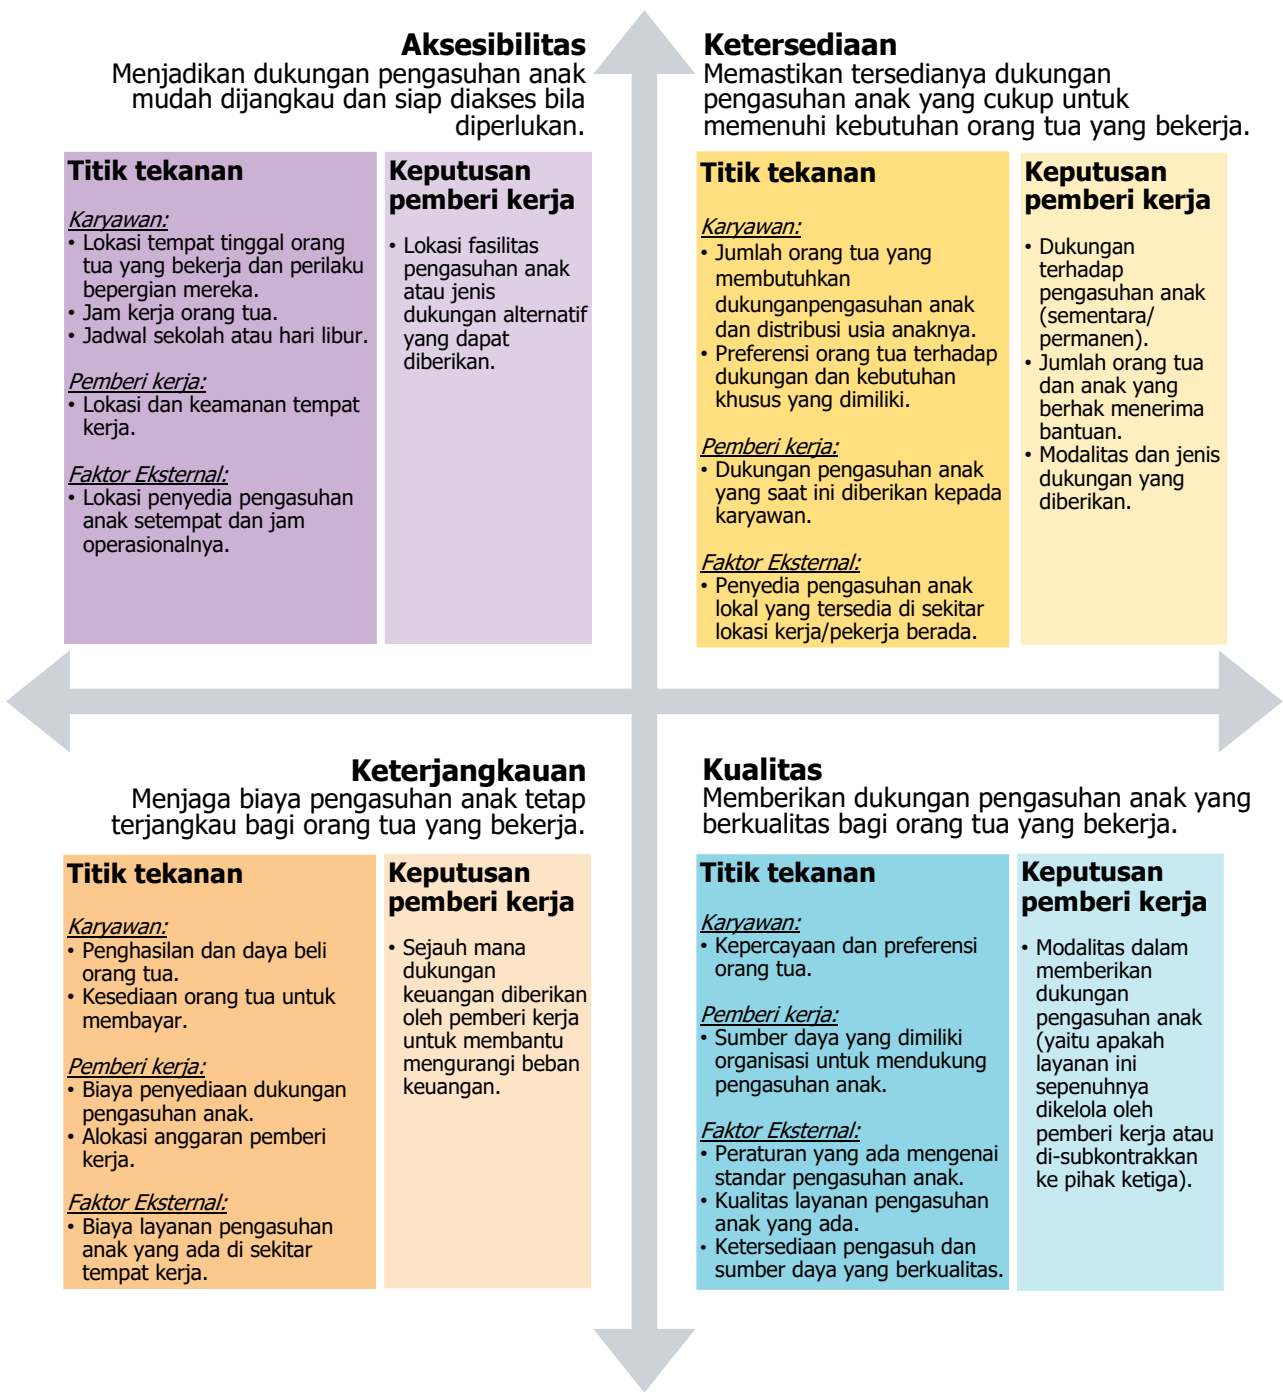 Aksesibilitas
Menjadikan dukungan pengasuhan anak
mudah dijangkau dan siap diakses bila
diperlukan.
Titik tekanan
Karyawan:
• Lokasi tempat tinggal orang
tua yang bekerja dan perilaku
bepergian mereka.
• Jam kerja orang tua.
• Jadwal sekolah atau hari libur.
Pemberi kerja:
• Lokasi dan keamanan tempat
kerja.
Faktor Eksternal:
• Lokasi penyedia pengasuhan
anak setempat dan jam
operasionalnya.
Keputusan
pemberi kerja
• Lokasi fasilitas
pengasuhan anak
atau jenis
dukungan alternatif
yang dapat
diberikan.
Ketersediaan
Memastikan tersedianya dukungan
pengasuhan anak yang cukup untuk
memenuhi kebutuhan orang tua yang bekerja.
Titik tekanan
Karyawan:
• Jumlah orang tua yang
membutuhkan
dukunganpengasuhan anak
dan distribusi usia anaknya.
• Preferensi orang tua terhadap
dukungan dan kebutuhan
khusus yang dimiliki.
Pemberi kerja:
• Dukungan pengasuhan anak
yang saat ini diberikan kepada
karyawan.
Faktor Eksternal:
• Penyedia pengasuhan anak
lokal yang tersedia di sekitar
lokasi kerja/pekerja berada.
Keputusan
pemberi kerja
• Dukungan
terhadap
pengasuhan anak
(sementara/
permanen).
• Jumlah orang tua
dan anak yang
berhak menerima
bantuan.
• Modalitas dan jenis
dukungan yang
diberikan.
Keterjangkauan
Menjaga biaya pengasuhan anak tetap
terjangkau bagi orang tua yang bekerja.
Titik tekanan
Karyawan:
• Penghasilan dan daya beli
orang tua.
• Kesediaan orang tua untuk
membayar.
Pemberi kerja:
• Biaya penyediaan dukungan
pengasuhan anak.
• Alokasi anggaran pemberi
kerja.
Faktor Eksternal:
• Biaya layanan pengasuhan
anak yang ada di sekitar
tempat kerja.
Keputusan
pemberi kerja
• Sejauh mana
dukungan
keuangan diberikan
oleh pemberi kerja
untuk membantu
mengurangi beban
keuangan.
Kualitas
Memberikan dukungan pengasuhan anak yang
berkualitas bagi orang tua yang bekerja.
Titik tekanan
Karyawan:
• Kepercayaan dan preferensi
orang tua.
Pemberi kerja:
• Sumber daya yang dimiliki
organisasi untuk mendukung
pengasuhan anak.
Faktor Eksternal:
• Peraturan yang ada mengenai
standar pengasuhan anak.
• Kualitas layanan pengasuhan
anak yang ada.
• Ketersediaan pengasuh dan
sumber daya yang berkualitas.
Keputusan
pemberi kerja
• Modalitas dalam
memberikan
dukungan
pengasuhan anak
(yaitu apakah
layanan ini
sepenuhnya
dikelola oleh
pemberi kerja atau
di-subkontrakkan
ke pihak ketiga).